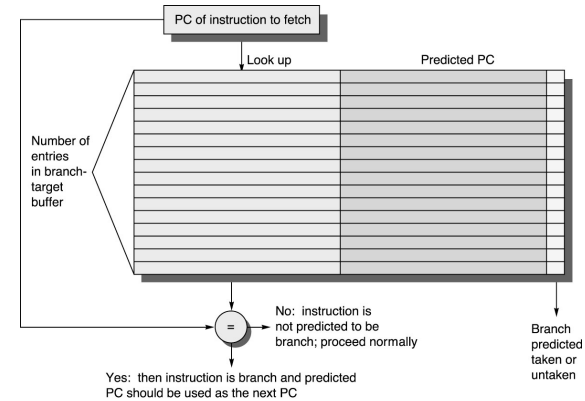 PC of instruction to fetch
Look up
Predicted PC
Number of
entries
in branch-
target
buffer
=
No: instruction is
not predicted to be
branch; proceed normally
Branch
predicted
taken or
untaken
Yes: then instruction is branch and predicted
PC should be used as the next PC